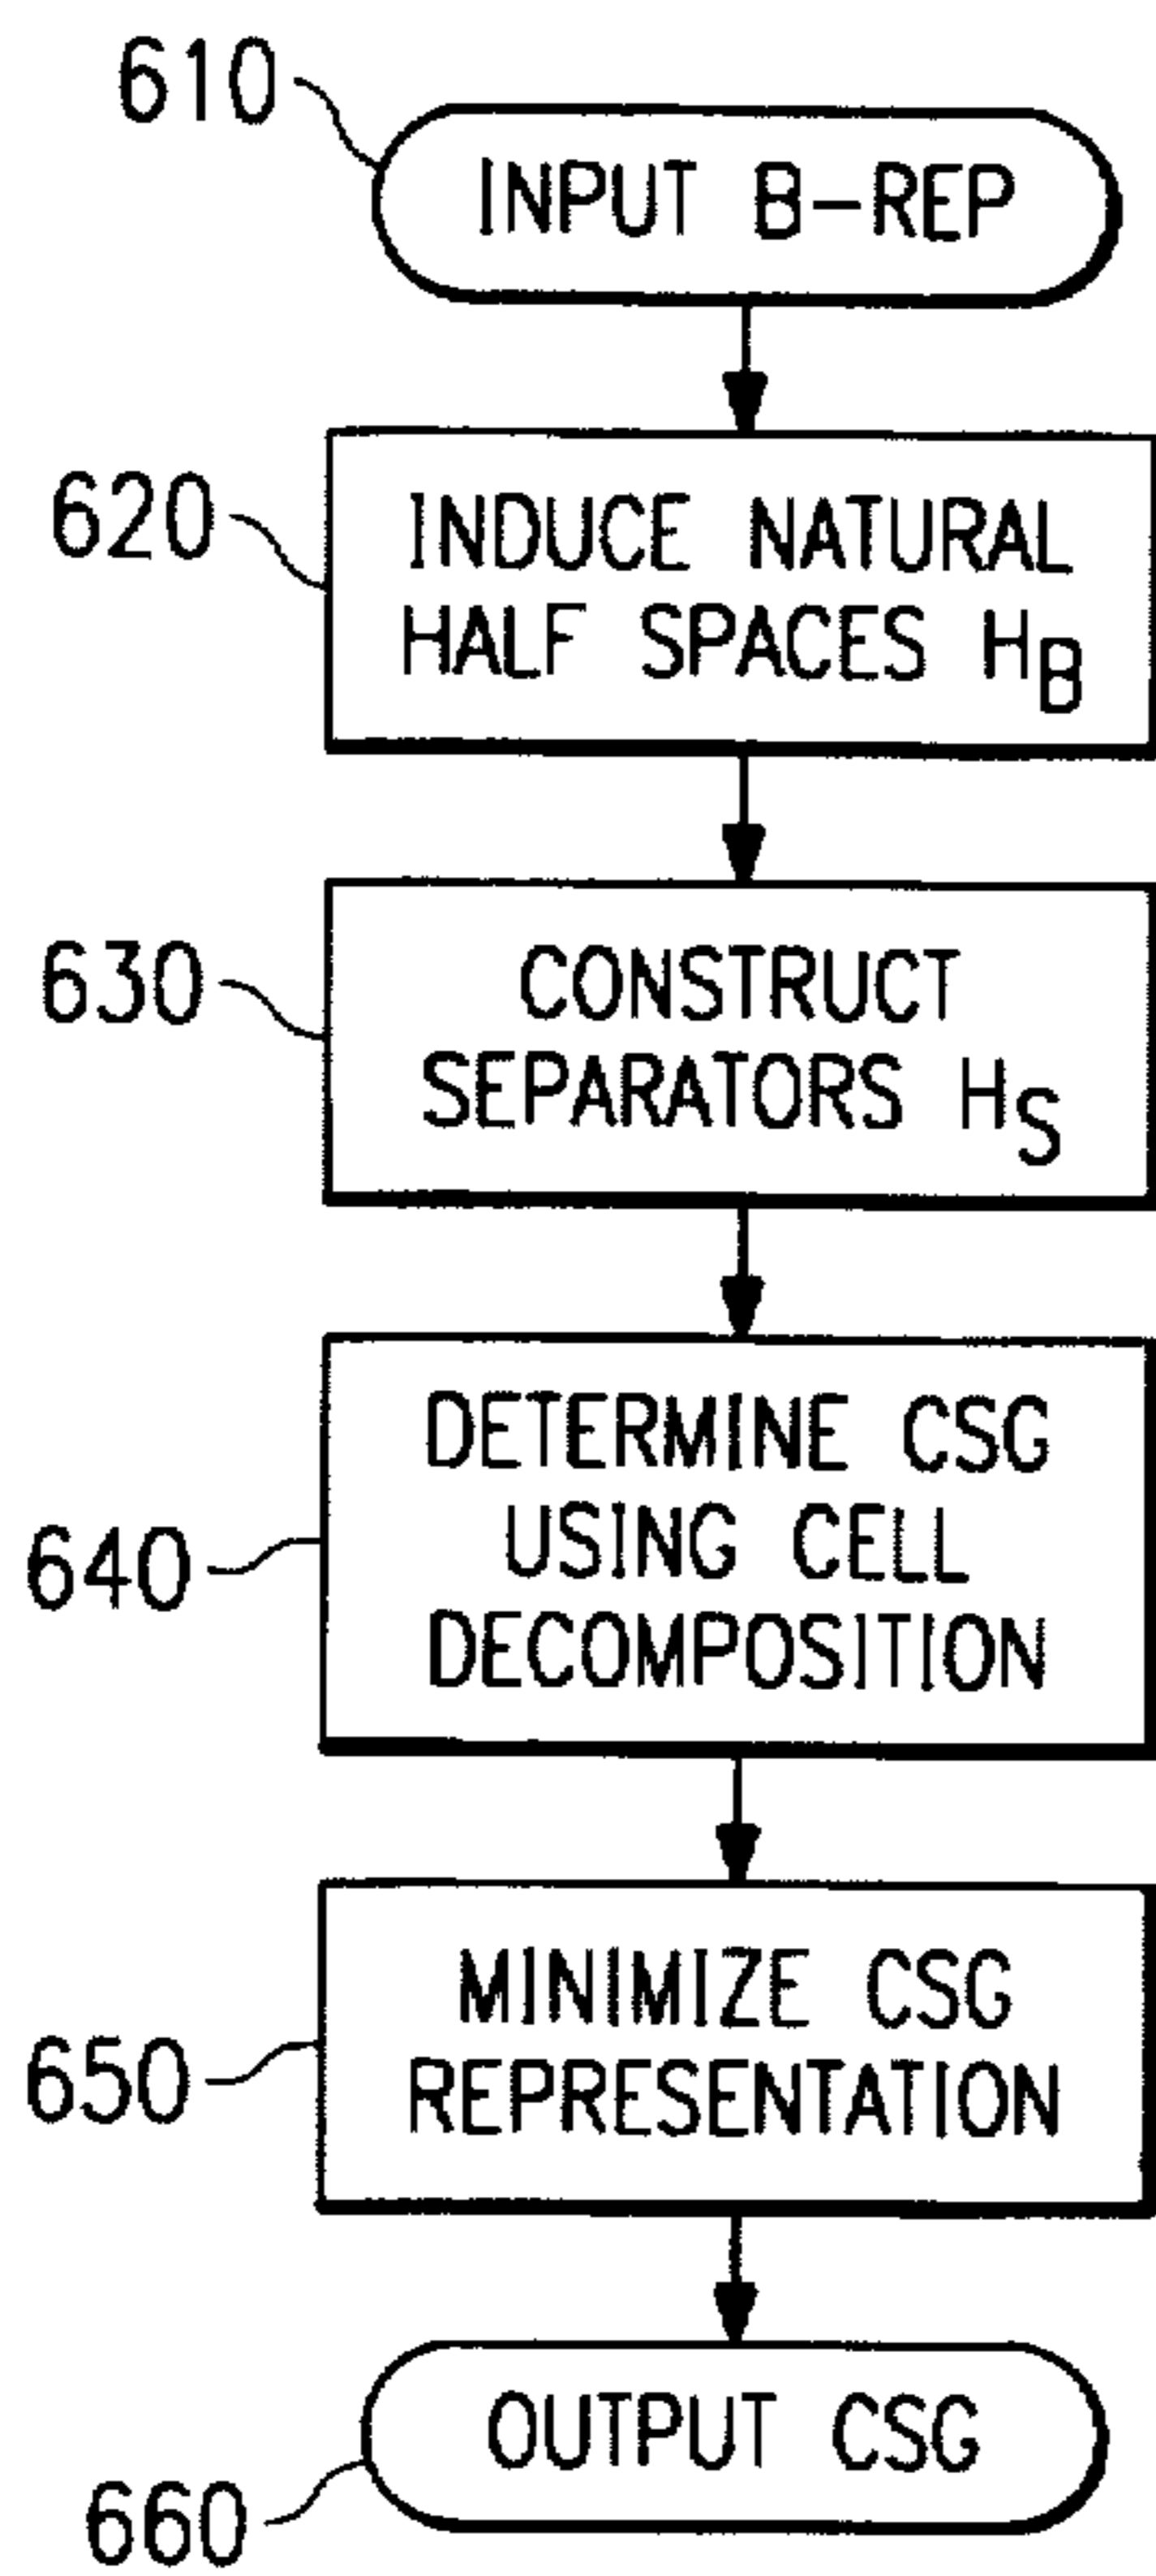 610
INPUT B-REP
620
INDUCE NATURAL
HALF SPACES HB
630
CONSTRUCT
SEPARATORS HS
640
DETERMINE CSG
USING CELL
DECOMPOSITION
650
MINIMIZE CSG
REPRESENTATION
660
OUTPUT CSG